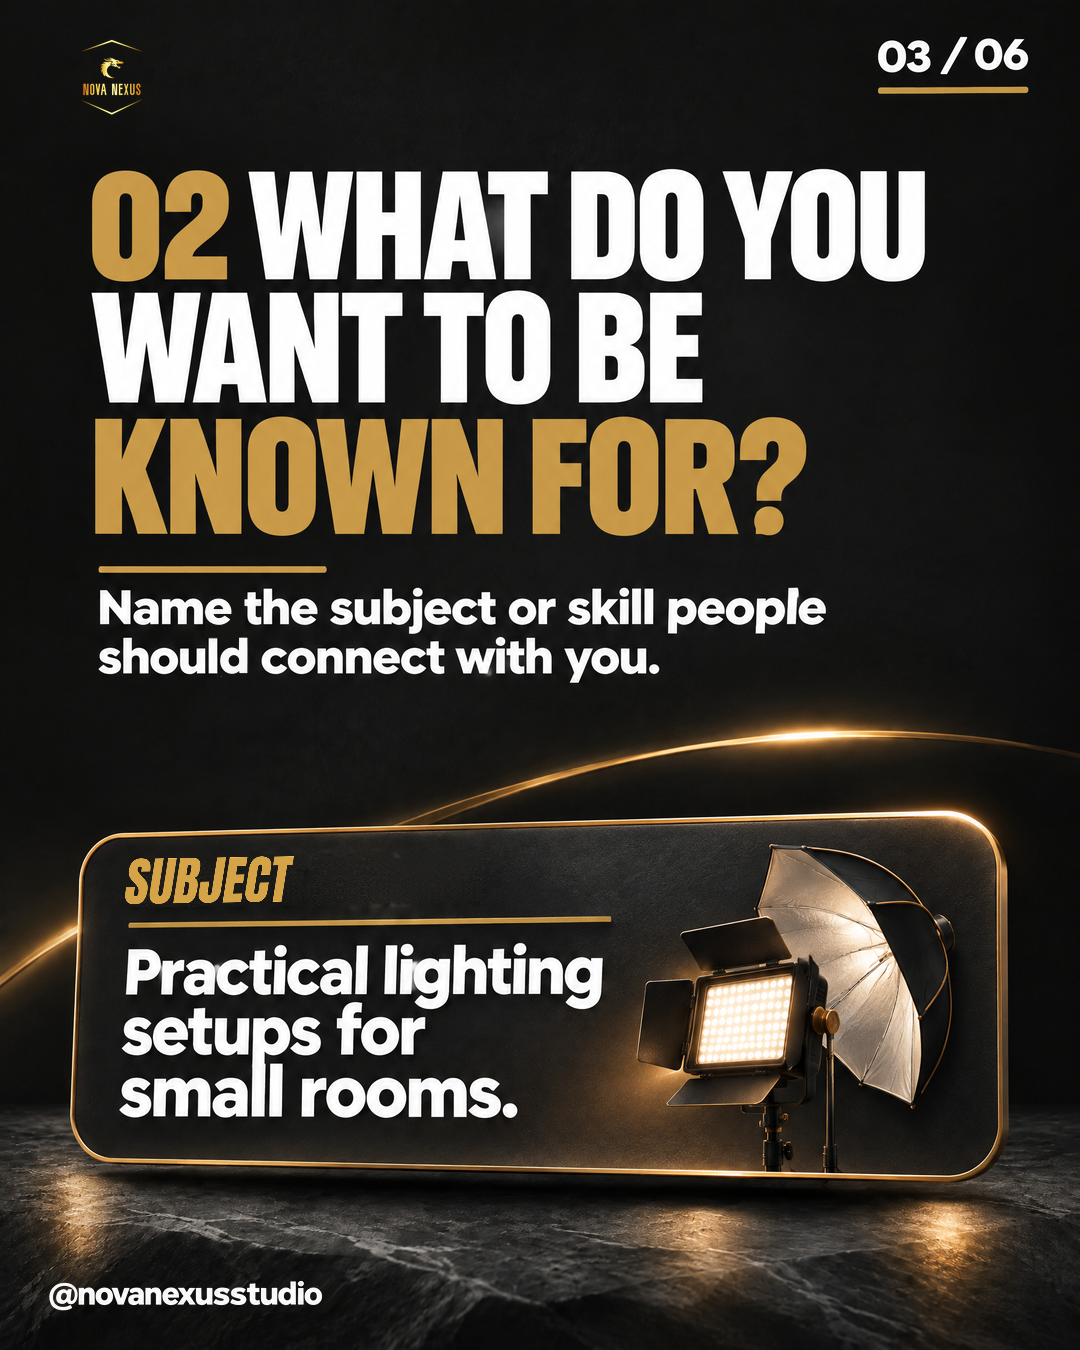 NOVA NEXUS
03 / 06
02 WHAT DO YOU
WANT TO BE
KNOWN FOR?
Name the subject or skill people
should connect with you.
SUBJECT
Practical lighting
setups for
small rooms.
@novanexusstudio